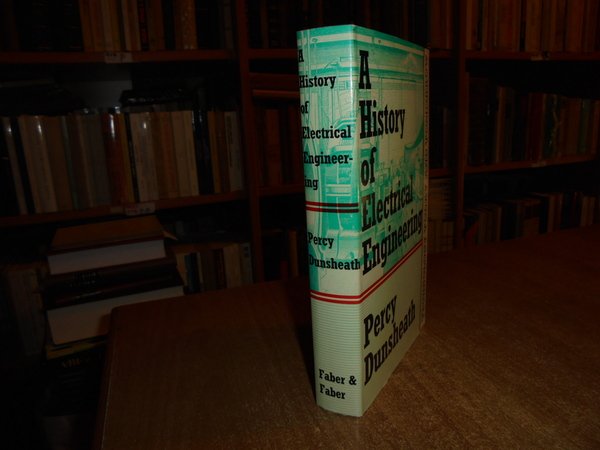 A
History
of
Electrical
Engineer-
ing
Percy
Dunsheath
Faber &
Faber
A
History
of
Electrical
Engineering
Percy
Dunsheath